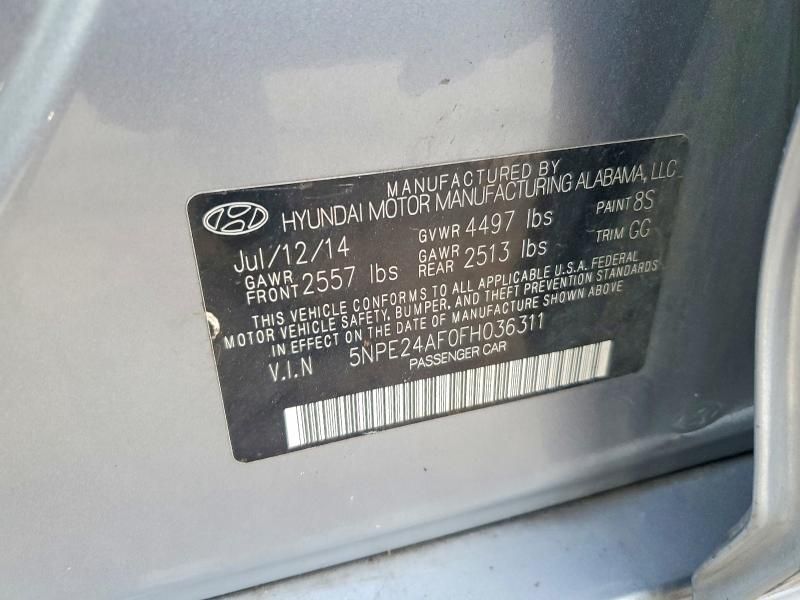 MANUFACTURED BY
HYUNDAI MOTOR MANUFACTURING ALABAMA, LLC
Jul/12/14 GVWR 4497 lbs PAINT 8S
GAWR FRONT 2557 lbs GAWR REAR 2513 lbs TRIM GG
THIS VEHICLE CONFORMS TO ALL APPLICABLE U.S.A. FEDERAL
MOTOR VEHICLE SAFETY, BUMPER, AND THEFT PREVENTION STANDARDS
IN EFFECT ON THE DATE OF MANUFACTURE SHOWN ABOVE
V.I.N 5NPE24AF0FH036311
PASSENGER CAR